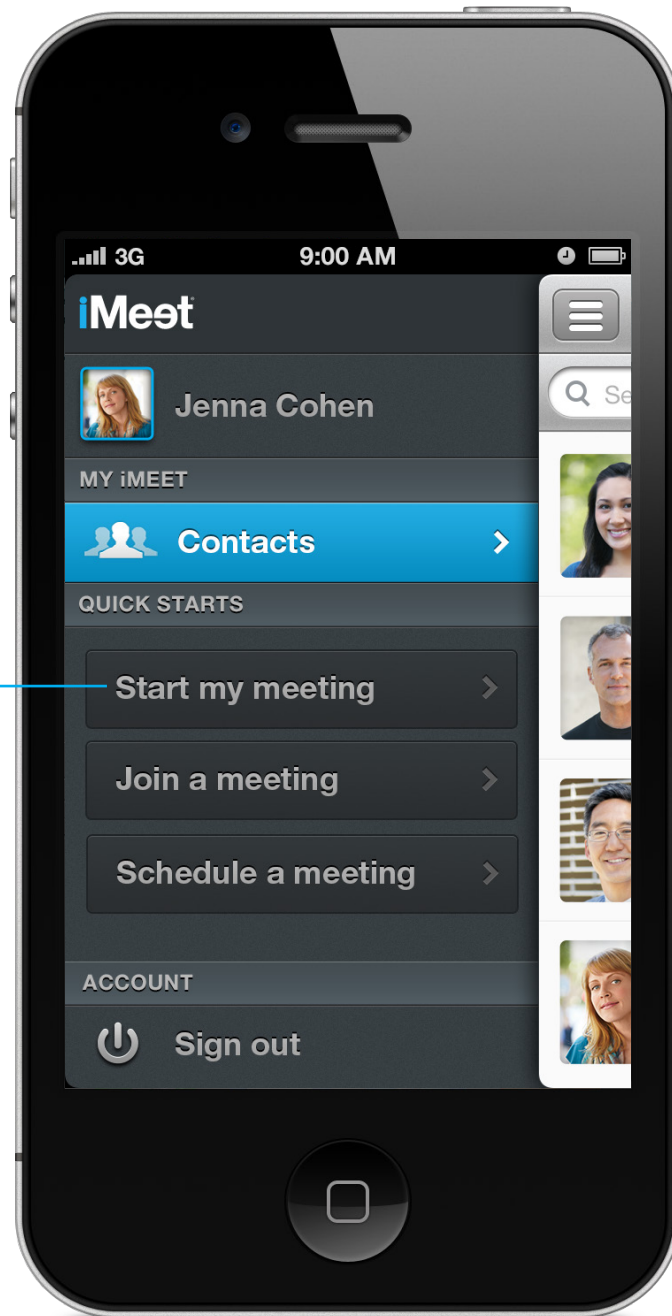 3G 9:00 AM
iMeet
Jenna Cohen
Se
MY iMEET
Contacts
QUICK STARTS
Start my meeting
Join a meeting
Schedule a meeting
ACCOUNT
Sign out